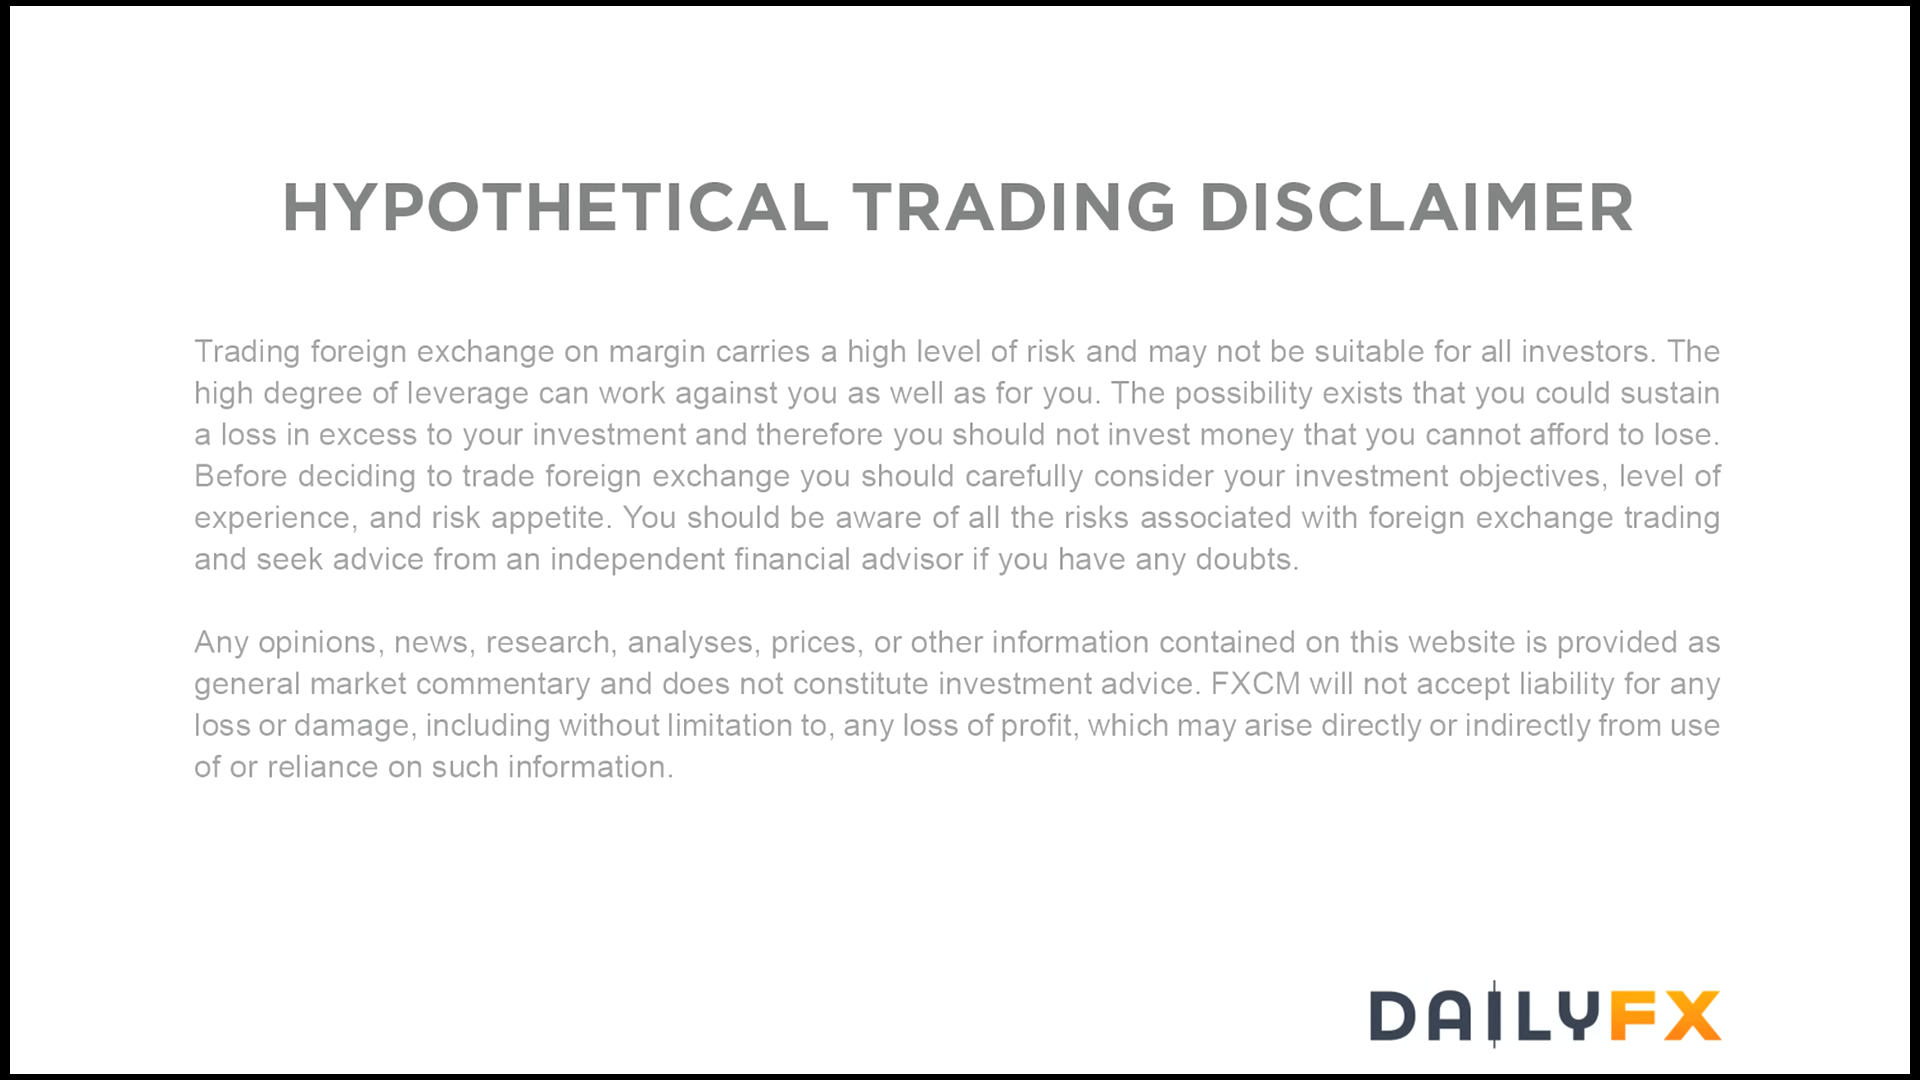 HYPOTHETICAL TRADING DISCLAIMER
Trading foreign exchange on margin carries a high level of risk and may not be suitable for all investors. The
high degree of leverage can work against you as well as for you. The possibility exists that you could sustain
a loss in excess to your investment and therefore you should not invest money that you cannot afford to lose.
Before deciding to trade foreign exchange you should carefully consider your investment objectives, level of
experience, and risk appetite. You should be aware of all the risks associated with foreign exchange trading
and seek advice from an independent financial advisor if you have any doubts.
Any opinions, news, research, analyses, prices, or other information contained on this website is provided as
general market commentary and does not constitute investment advice. FXCM will not accept liability for any
loss or damage, including without limitation to, any loss of profit, which may arise directly or indirectly from use
of or reliance on such information.
DAILYFX